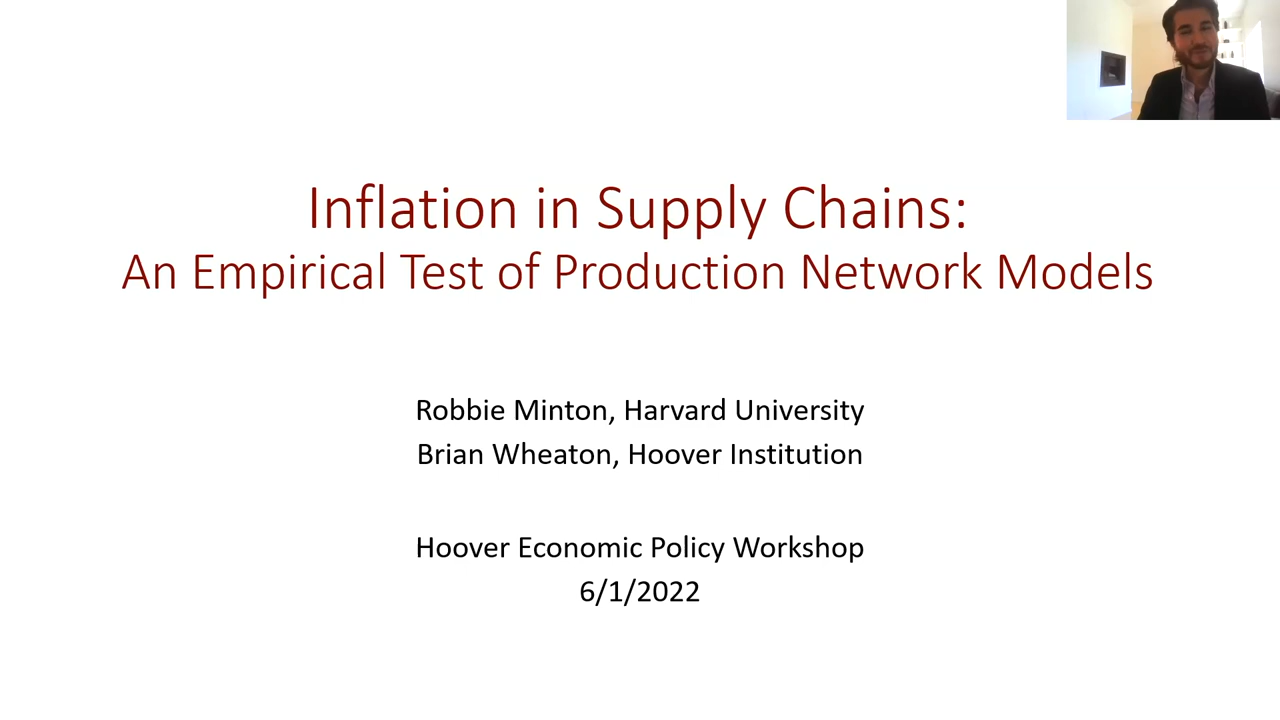 Inflation in Supply Chains:
An Empirical Test of Production Network Models
Robbie Minton, Harvard University
Brian Wheaton, Hoover Institution
Hoover Economic Policy Workshop
6/1/2022